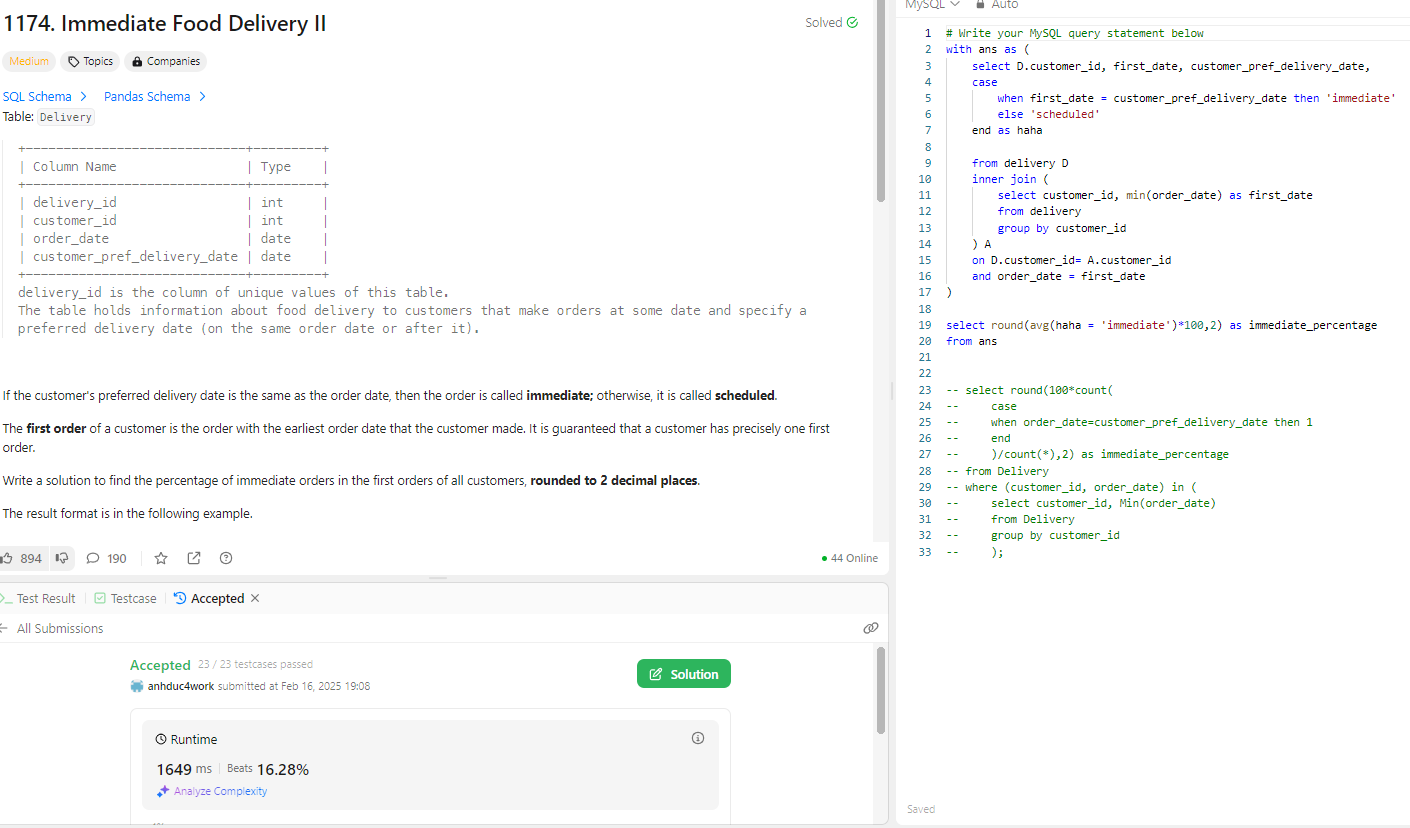 1174. Immediate Food Delivery II
Solved
Medium Topics Companies
SQL Schema Pandas Schema
Table: Delivery
+-----------------------------+---------+
| Column Name | Type |
+-----------------------------+---------+
| delivery_id | int |
| customer_id | int |
| order_date | date |
| customer_pref_delivery_date | date |
+-----------------------------+---------+
delivery_id is the column of unique values of this table.
The table holds information about food delivery to customers that make orders at some date and specify a
preferred delivery date (on the same order date or after it).
If the customer's preferred delivery date is the same as the order date, then the order is called immediate; otherwise, it is called scheduled.
The first order of a customer is the order with the earliest order date that the customer made. It is guaranteed that a customer has precisely one first
order.
Write a solution to find the percentage of immediate orders in the first orders of all customers, rounded to 2 decimal places.
The result format is in the following example.
894 190 44 Online
Test Result Testcase Accepted
All Submissions
Accepted 23 / 23 testcases passed
Solution
anhduc4work submitted at Feb 16, 2025 19:08
Runtime
1649 ms Beats 16.28%
Analyze Complexity
MySQL Auto
1 # Write your MySQL query statement below
2 with ans as (
3 select D.customer_id, first_date, customer_pref_delivery_date,
4 case
5 when first_date = customer_pref_delivery_date then 'immediate'
6 else 'scheduled'
7 end as haha
8
9 from delivery D
10 inner join (
11 select customer_id, min(order_date) as first_date
12 from delivery
13 group by customer_id
14 ) A
15 on D.customer_id= A.customer_id
16 and order_date = first_date
17 )
18
19 select round(avg(haha = 'immediate')*100,2) as immediate_percentage
20 from ans
21
22
23 -- select round(100*count(
24 -- case
25 -- when order_date=customer_pref_delivery_date then 1
26 -- end
27 -- )/count(*),2) as immediate_percentage
28 -- from Delivery
29 -- where (customer_id, order_date) in (
30 -- select customer_id, Min(order_date)
31 -- from Delivery
32 -- group by customer_id
33 -- );
Saved